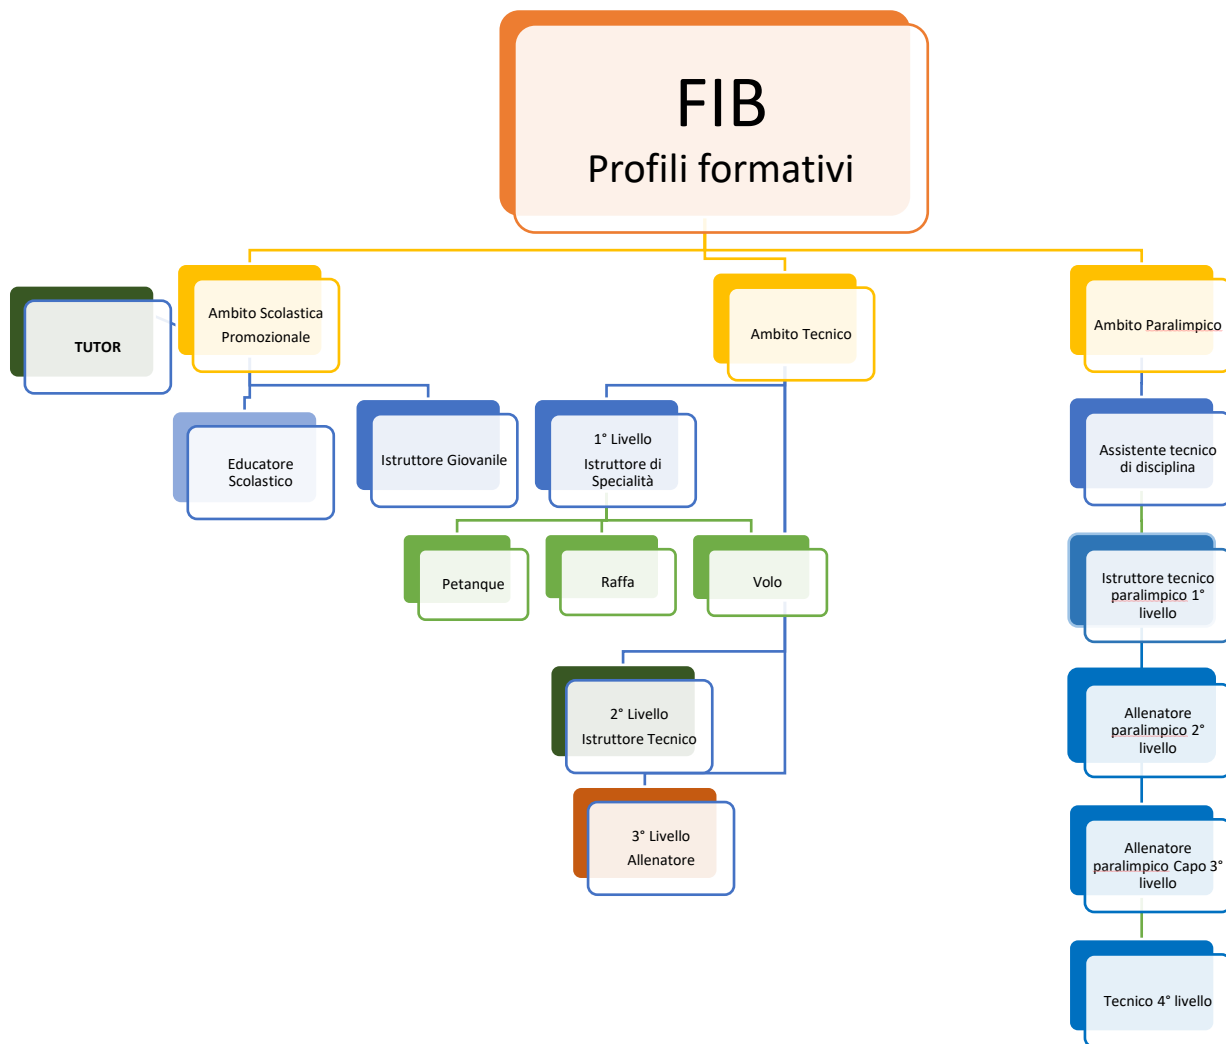 FIB
Profili formativi
TUTOR
Ambito Scolastica
Promozionale
Ambito Tecnico
Ambito Paralimpico
Educatore
Scolastico
Istruttore Giovanile
1° Livello
Istruttore di
Specialità
Assistente tecnico
di disciplina
Petanque
Raffa
Volo
Istruttore tecnico
paralimpico 1°
livello
2° Livello
Istruttore Tecnico
Allenatore
paralimpico 2°
livello
3° Livello
Allenatore
Allenatore
paralimpico Capo 3°
livello
Tecnico 4° livello